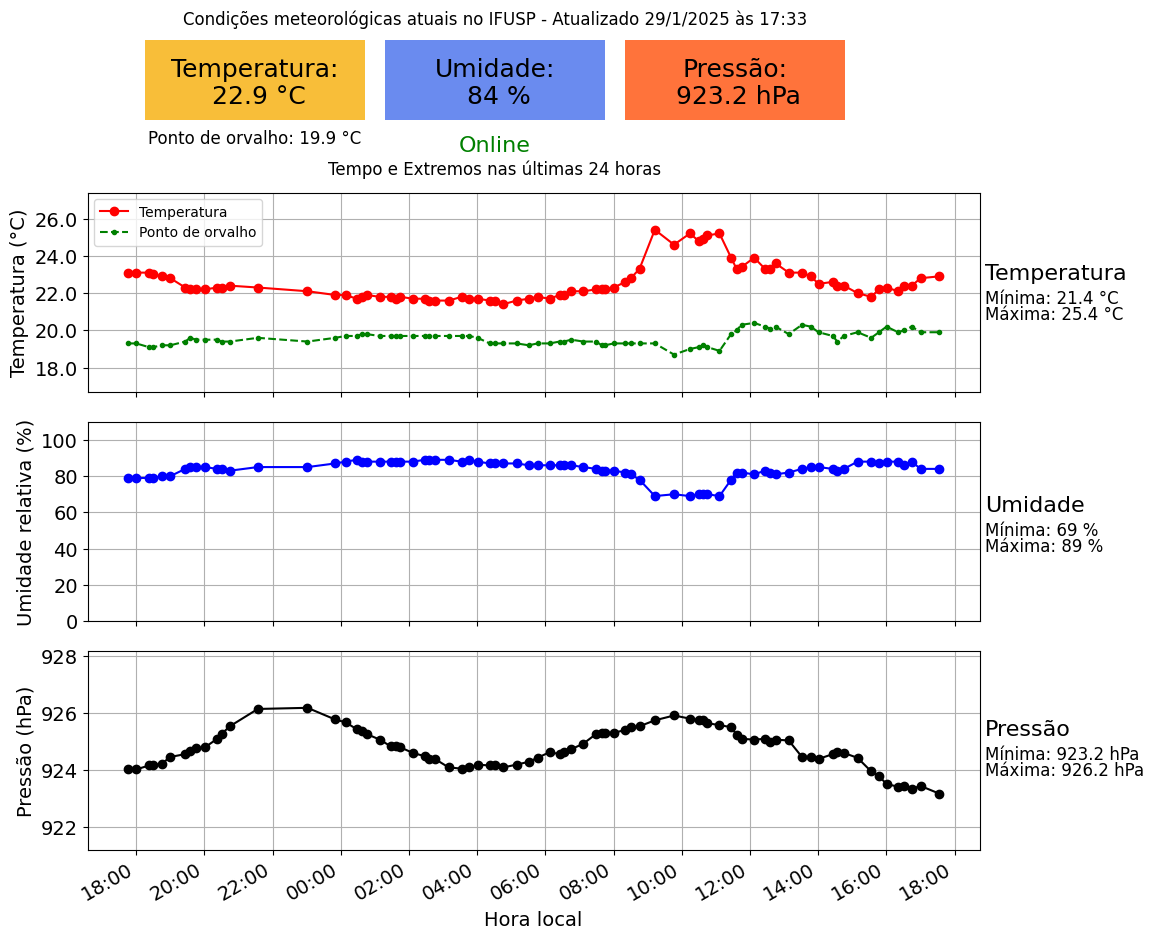 Condições meteorológicas atuais no IFUSP - Atualizado 29/1/2025 às 17:33
Temperatura:
22.9 °C
Umidade:
84 %
Pressão:
923.2 hPa
Ponto de orvalho: 19.9 °C
Online
Tempo e Extremos nas últimas 24 horas
Temperatura (°C)
26.0
24.0
22.0
20.0
18.0
Temperatura
Ponto de orvalho
Temperatura
Mínima: 21.4 °C
Máxima: 25.4 °C
Umidade relativa (%)
100
80
60
40
20
0
Umidade
Mínima: 69 %
Máxima: 89 %
Pressão (hPa)
928
926
924
922
Pressão
Mínima: 923.2 hPa
Máxima: 926.2 hPa
18:00 20:00 22:00 00:00 02:00 04:00 06:00 08:00 10:00 12:00 14:00 16:00 18:00
Hora local